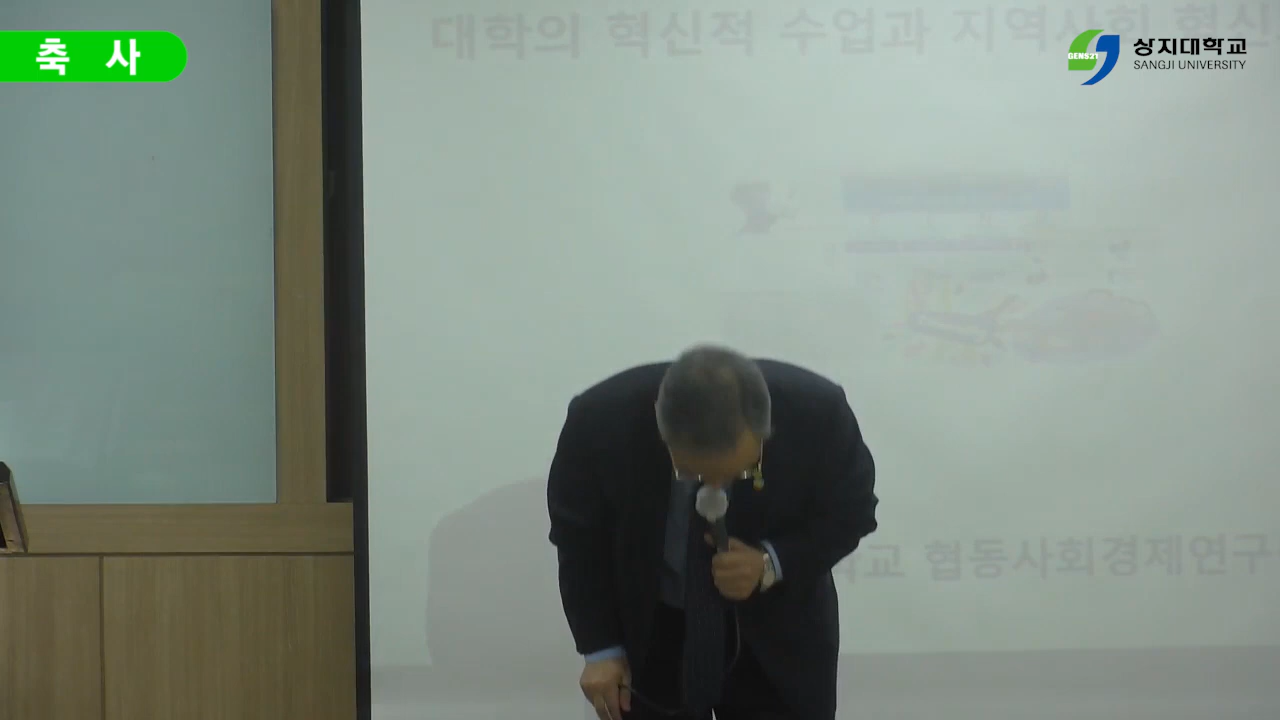 축 사
대학의 혁신적 수업과 지역사회 혁신
GENS21
상지대학교
SANGJI UNIVERSITY
학교 협동사회경제연구